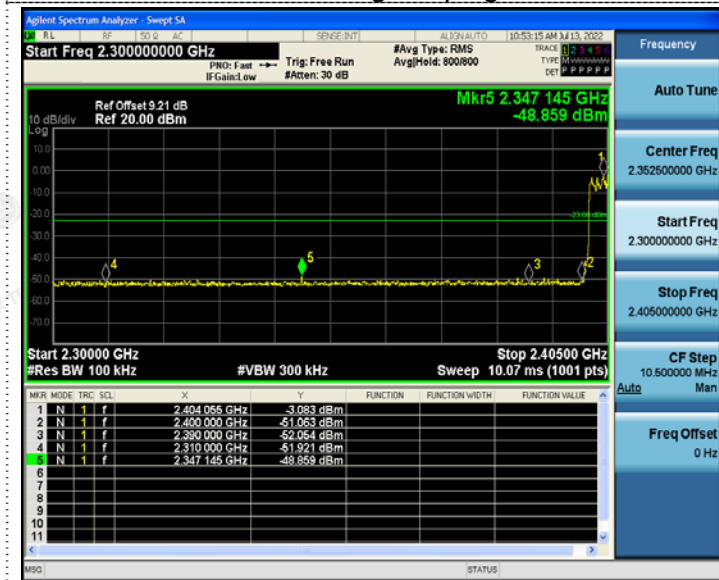 Agilent Spectrum Analyzer - Swept SA
RL RF 50 Ω AC SENSE:INT ALIGN AUTO 10:53:15 AM Jul 13, 2022
Start Freq 2.300000000 GHz
PNO: Fast
IFGain:Low
Trig: Free Run
#Atten: 30 dB
#Avg Type: RMS
Avg|Hold: 800/800
TRACE 1 2 3 4 5 6
TYPE M W W W W W
DET P P P P P P
Ref Offset 9.21 dB
Ref 20.00 dBm
10 dB/div
Log
Mkr5 2.347 145 GHz
-48.859 dBm
10.0
0.00
-10.0
-20.0
-30.0
-40.0
-50.0
-60.0
-70.0
-23.08 dBm
1
2
3
4
5
Start 2.30000 GHz
Stop 2.40500 GHz
#Res BW 100 kHz #VBW 300 kHz Sweep 10.07 ms (1001 pts)
MKR MODE TRC SCL X Y FUNCTION FUNCTION WIDTH FUNCTION VALUE
1 N 1 f 2.404 055 GHz -3.083 dBm
2 N 1 f 2.400 000 GHz -51.063 dBm
3 N 1 f 2.390 000 GHz -52.054 dBm
4 N 1 f 2.310 000 GHz -51.921 dBm
5 N 1 f 2.347 145 GHz -48.859 dBm
6
7
8
9
10
11
MSG STATUS
Frequency
Auto Tune
Center Freq
2.352500000 GHz
Start Freq
2.300000000 GHz
Stop Freq
2.405000000 GHz
CF Step
10.500000 MHz
Auto Man
Freq Offset
0 Hz